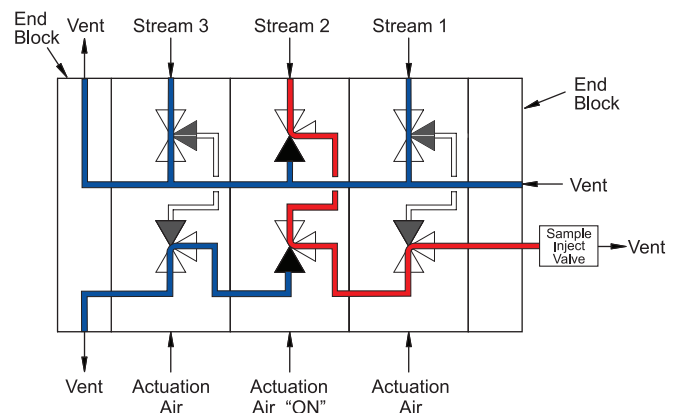 End
Block
Vent
Stream 3
Stream 2
Stream 1
End
Block
Vent
Sample
Inject
Valve
Vent
Vent
Actuation
Air
Actuation
Air "ON"
Actuation
Air